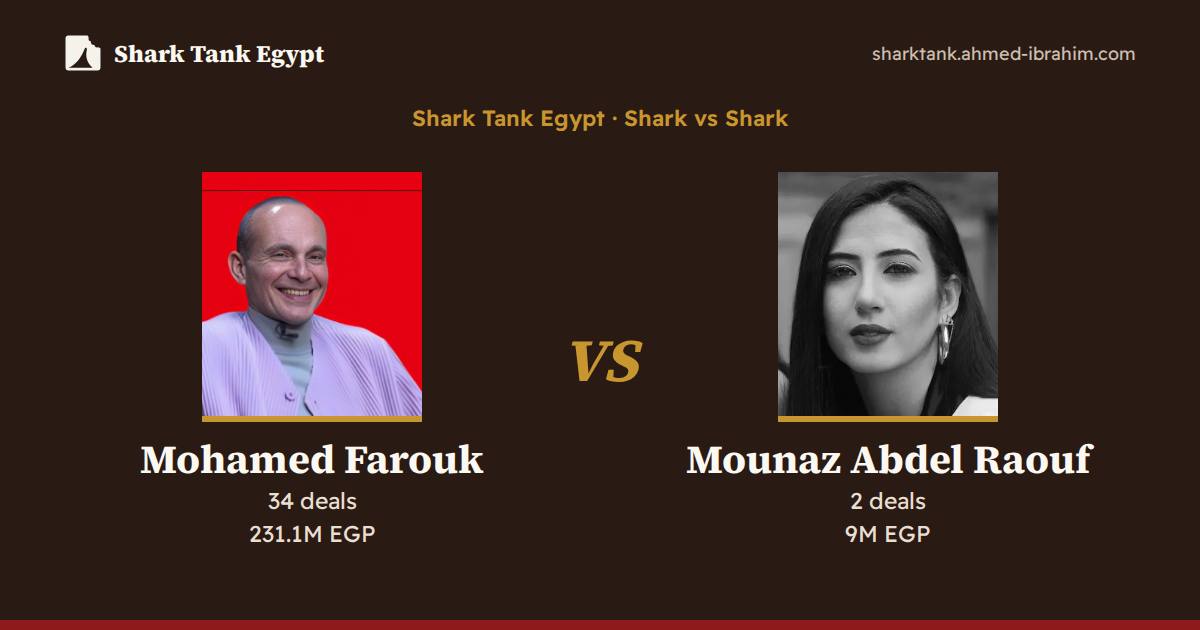 Shark Tank Egypt
sharktank.ahmed-ibrahim.com
Shark Tank Egypt · Shark vs Shark
VS
Mohamed Farouk
34 deals
231.1M EGP
Mounaz Abdel Raouf
2 deals
9M EGP